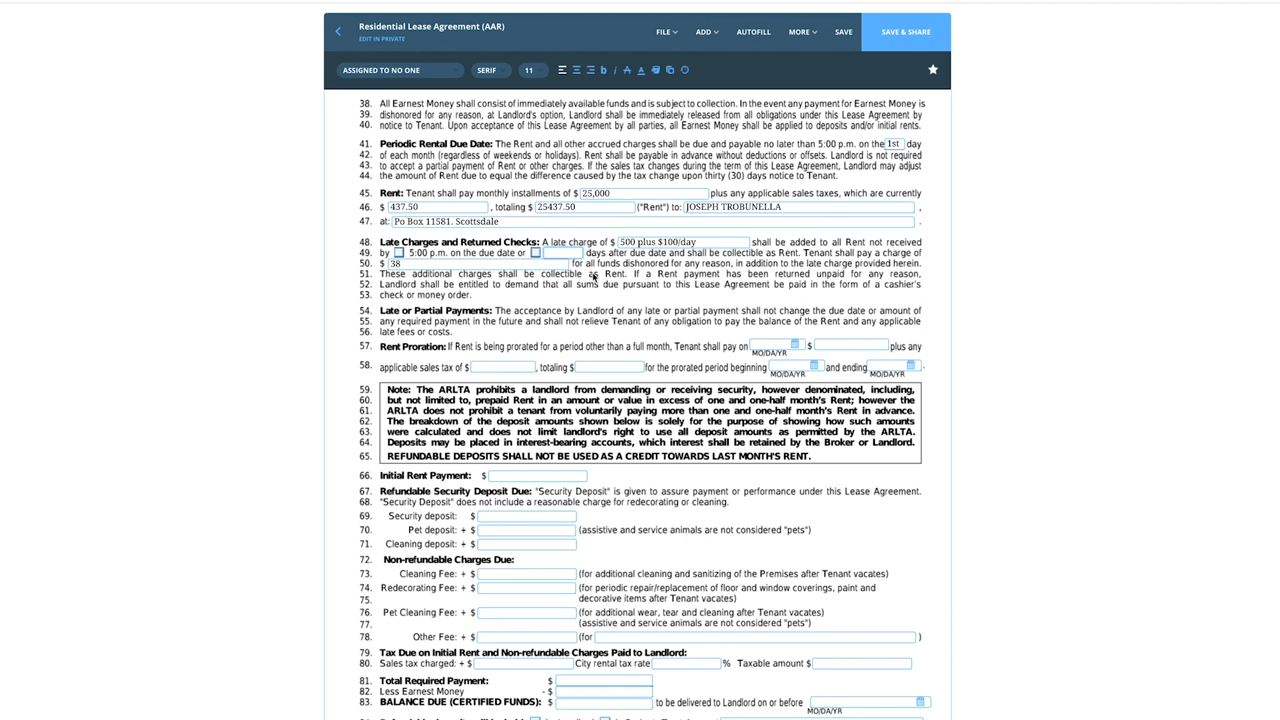 Residential Lease Agreement (AAR)
EDIT IN PRIVATE
FILE ADD AUTOFILL MORE SAVE SAVE & SHARE
ASSIGNED TO NO ONE SERIF 11 b i A A
38. All Earnest Money shall consist of immediately available funds and is subject to collection. In the event any payment for Earnest Money is
39. dishonored for any reason, at Landlord's option, Landlord shall be immediately released from all obligations under this Lease Agreement by
40. notice to Tenant. Upon acceptance of this Lease Agreement by all parties, all Earnest Money shall be applied to deposits and/or initial rents.
41. Periodic Rental Due Date: The Rent and all other accrued charges shall be due and payable no later than 5:00 p.m. on the 1st day
42. of each month (regardless of weekends or holidays). Rent shall be payable in advance without deductions or offsets. Landlord is not required
43. to accept a partial payment of Rent or other charges. If the sales tax changes during the term of this Lease Agreement, Landlord may adjust
44. the amount of Rent due to equal the difference caused by the tax change upon thirty (30) days notice to Tenant.
45. Rent: Tenant shall pay monthly installments of $ 25,000 plus any applicable sales taxes, which are currently
46. $ 437.50 , totaling $ 25437.50 ("Rent") to: JOSEPH TROBUNELLA ,
47. at: Po Box 11581. Scottsdale .
48. Late Charges and Returned Checks: A late charge of $ 500 plus $100/day shall be added to all Rent not received
49. by 5:00 p.m. on the due date or days after due date and shall be collectible as Rent. Tenant shall pay a charge of
50. $ 38 for all funds dishonored for any reason, in addition to the late charge provided herein.
51. These additional charges shall be collectible as Rent. If a Rent payment has been returned unpaid for any reason,
52. Landlord shall be entitled to demand that all sums due pursuant to this Lease Agreement be paid in the form of a cashier's
53. check or money order.
54. Late or Partial Payments: The acceptance by Landlord of any late or partial payment shall not change the due date or amount of
55. any required payment in the future and shall not relieve Tenant of any obligation to pay the balance of the Rent and any applicable
56. late fees or costs.
57. Rent Proration: If Rent is being prorated for a period other than a full month, Tenant shall pay on $ plus any
MO/DA/YR
58. applicable sales tax of $ , totaling $ for the prorated period beginning and ending .
MO/DA/YR MO/DA/YR
59. Note: The ARLTA prohibits a landlord from demanding or receiving security, however denominated, including,
60. but not limited to, prepaid Rent in an amount or value in excess of one and one-half month's Rent; however the
61. ARLTA does not prohibit a tenant from voluntarily paying more than one and one-half month's Rent in advance.
62. The breakdown of the deposit amounts shown below is solely for the purpose of showing how such amounts
63. were calculated and does not limit landlord's right to use all deposit amounts as permitted by the ARLTA.
64. Deposits may be placed in interest-bearing accounts, which interest shall be retained by the Broker or Landlord.
65. REFUNDABLE DEPOSITS SHALL NOT BE USED AS A CREDIT TOWARDS LAST MONTH'S RENT.
66. Initial Rent Payment: $
67. Refundable Security Deposit Due: "Security Deposit" is given to assure payment or performance under this Lease Agreement.
68. "Security Deposit" does not include a reasonable charge for redecorating or cleaning.
69. Security deposit: $
70. Pet deposit: + $ (assistive and service animals are not considered "pets")
71. Cleaning deposit: + $
72. Non-refundable Charges Due:
73. Cleaning Fee: + $ (for additional cleaning and sanitizing of the Premises after Tenant vacates)
74. Redecorating Fee: + $ (for periodic repair/replacement of floor and window coverings, paint and
75. decorative items after Tenant vacates)
76. Pet Cleaning Fee: + $ (for additional wear, tear and cleaning after Tenant vacates)
77. (assistive and service animals are not considered "pets")
78. Other Fee: + $ (for )
79. Tax Due on Initial Rent and Non-refundable Charges Paid to Landlord:
80. Sales tax charged: + $ City rental tax rate % Taxable amount $
81. Total Required Payment: $
82. Less Earnest Money - $
83. BALANCE DUE (CERTIFIED FUNDS): $ to be delivered to Landlord on or before
MO/DA/YR